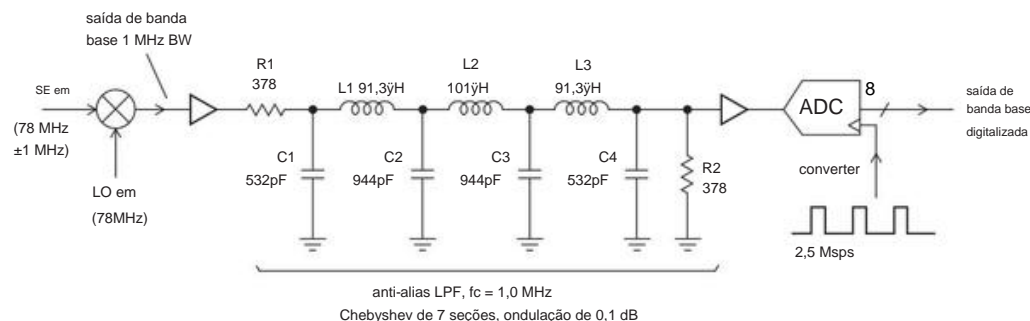 saída de banda
base 1 MHz BW
SE em
(78 MHz
±1 MHz)
LO em
(78MHz)
R1
378
L1 91,3ÿH
L2
101ÿH
L3
91,3ÿH
C1
532pF
C2
944pF
C3
944pF
C4
532pF
R2
378
ADC
8
saída de
banda base
digitalizada
converter
2,5 Msps
anti-alias LPF, fc = 1,0 MHz
Chebyshev de 7 seções, ondulação de 0,1 dB